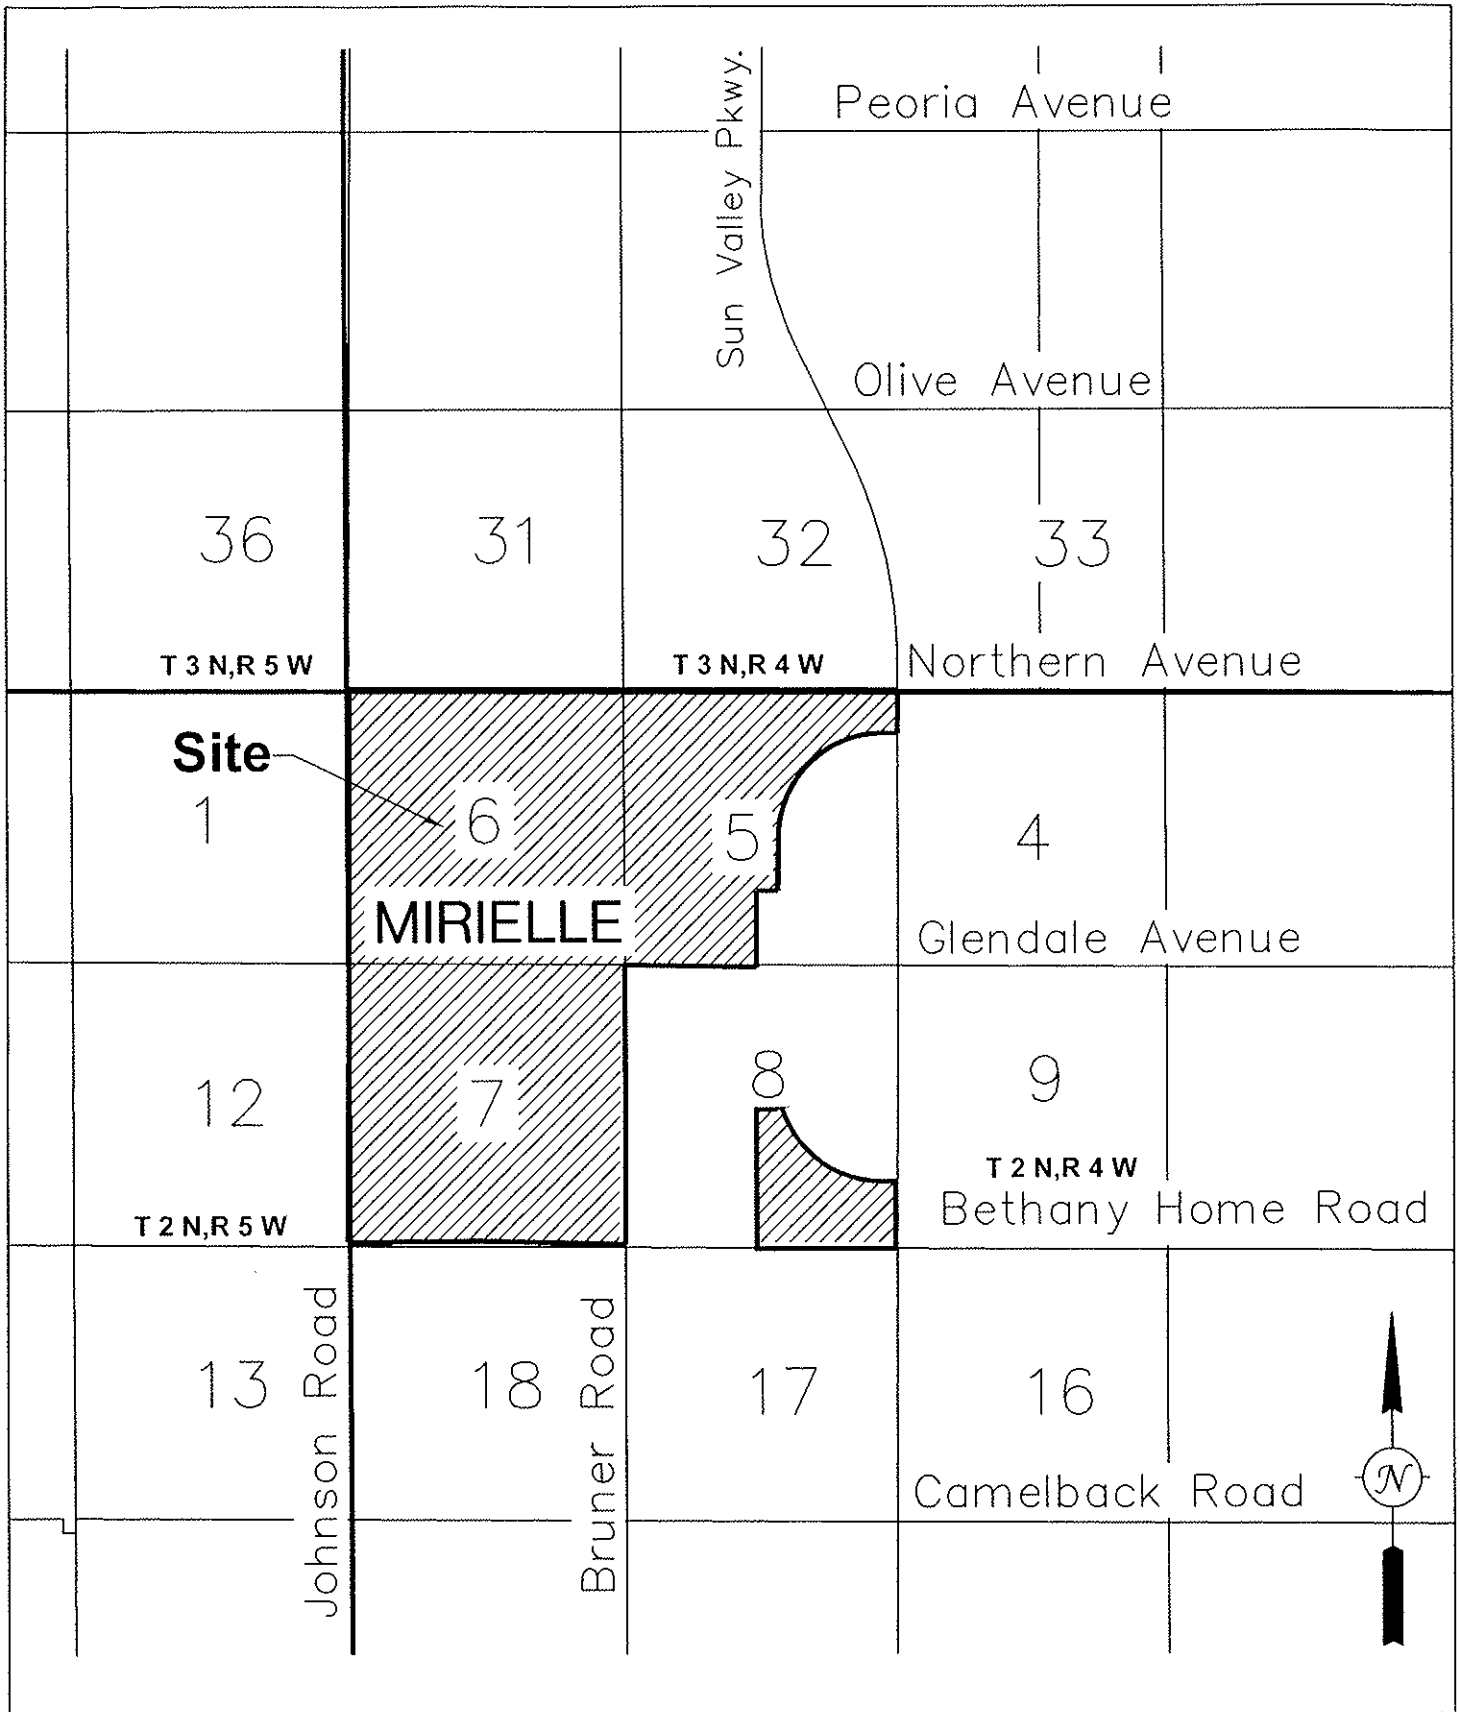 Sun Valley Pkwy.
Peoria Avenue
Olive Avenue
36
31
32
33
T 3 N,R 5 W
T 3 N,R 4 W
Northern Avenue
Site
1
6
5
4
MIRIELLE
Glendale Avenue
12
7
8
9
T 2 N,R 4 W
T 2 N,R 5 W
Bethany Home Road
Johnson Road
Bruner Road
13
18
17
16
Camelback Road
N